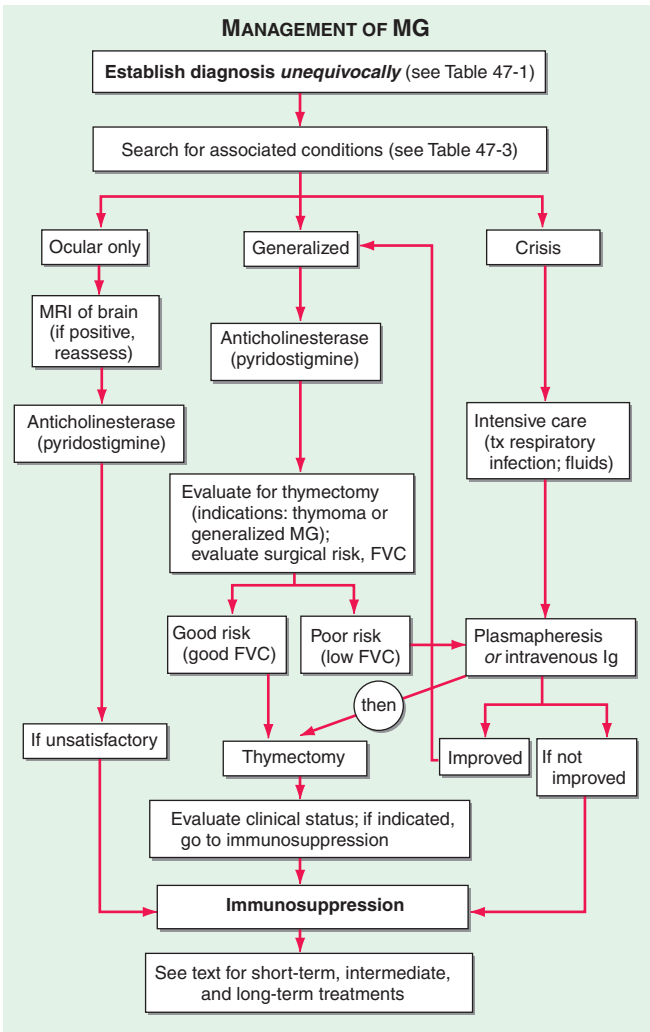 MANAGEMENT OF MG
Establish diagnosis unequivocally (see Table 47-1)
Search for associated conditions (see Table 47-3)
Ocular only
Generalized
Crisis
MRI of brain
(if positive,
reassess)
Anticholinesterase
(pyridostigmine)
Anticholinesterase
(pyridostigmine)
Intensive care
(tx respiratory
infection; fluids)
Evaluate for thymectomy
(indications: thymoma or
generalized MG);
evaluate surgical risk, FVC
Good risk
(good FVC)
Poor risk
(low FVC)
Plasmapheresis
or intravenous Ig
then
If unsatisfactory
Thymectomy
Improved
If not
improved
Evaluate clinical status; if indicated,
go to immunosuppression
Immunosuppression
See text for short-term, intermediate,
and long-term treatments